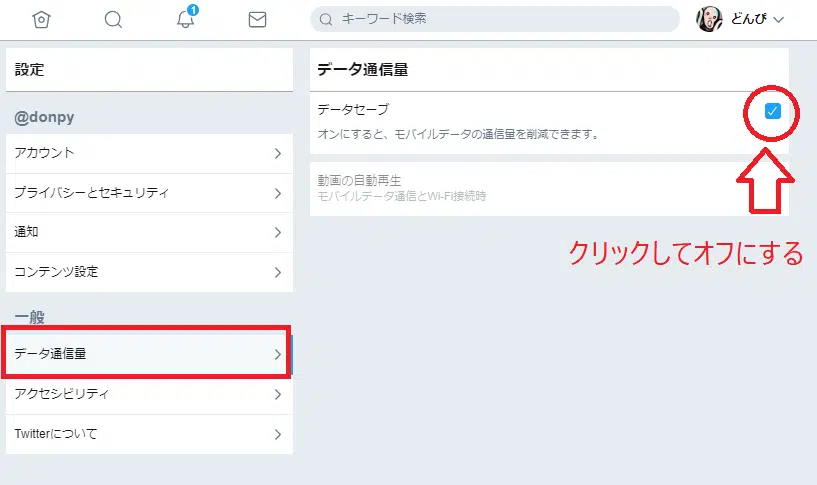 1
キーワード検索
どんぴ
設定
@donpy
アカウント
プライバシーとセキュリティ
通知
コンテンツ設定
一般
データ通信量
アクセシビリティ
Twitterについて
データ通信量
データセーブ
オンにすると、モバイルデータの通信量を削減できます。
動画の自動再生
モバイルデータ通信とWi-Fi接続時
クリックしてオフにする